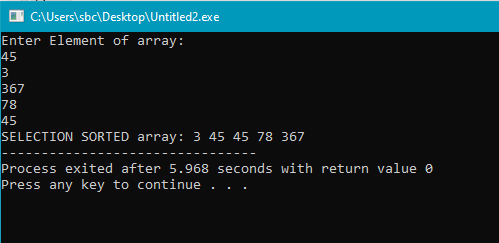 C:\Users\sbc\Desktop\Untitled2.exe
Enter Element of array:
45
3
367
78
45
SELECTION SORTED array: 3 45 45 78 367
--------------------------------
Process exited after 5.968 seconds with return value 0
Press any key to continue . . .